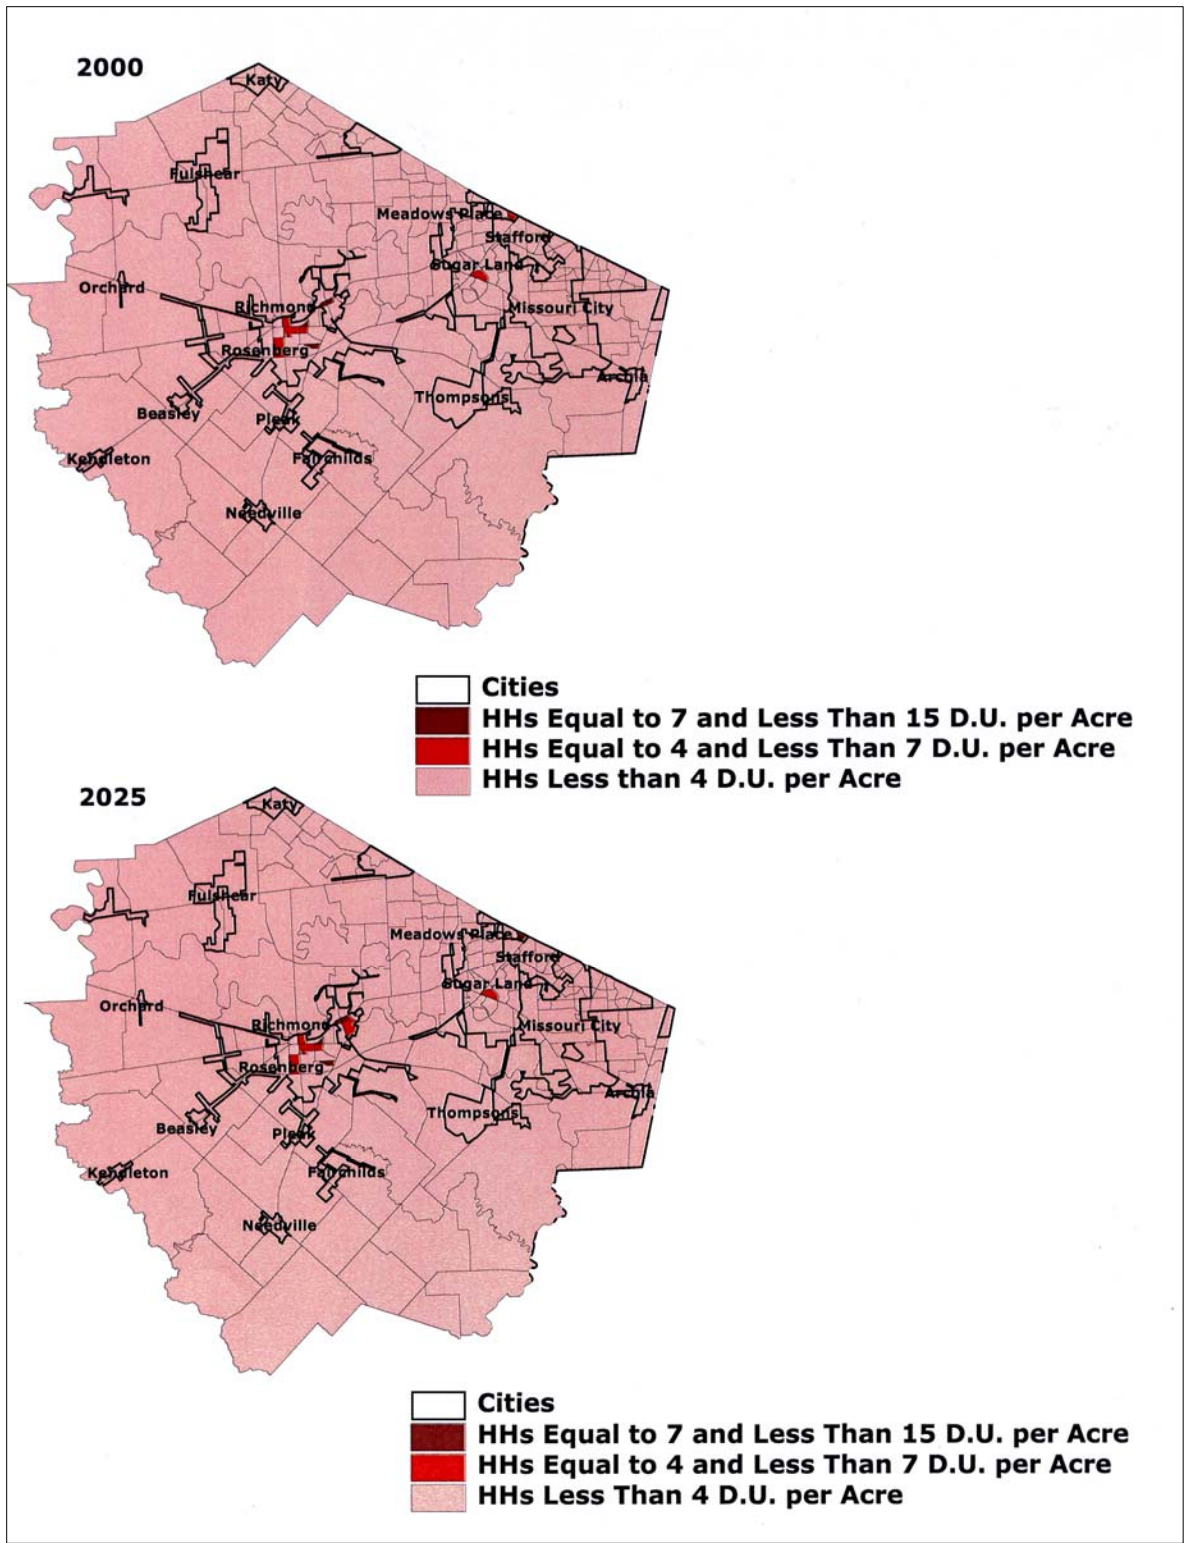 2000
Katy
Fulshear
Meadows Place
Stafford
Sugar Land
Orchard
Richmond
Missouri City
Rosenberg
Arcola
Thompsons
Beasley
Pleak
Kendleton
Fairchilds
Needville
Cities
HHs Equal to 7 and Less Than 15 D.U. per Acre
HHs Equal to 4 and Less Than 7 D.U. per Acre
HHs Less than 4 D.U. per Acre
2025
Katy
Fulshear
Meadows Place
Stafford
Sugar Land
Orchard
Richmond
Missouri City
Rosenberg
Arcola
Thompsons
Beasley
Pleak
Kendleton
Fairchilds
Needville
Cities
HHs Equal to 7 and Less Than 15 D.U. per Acre
HHs Equal to 4 and Less Than 7 D.U. per Acre
HHs Less Than 4 D.U. per Acre